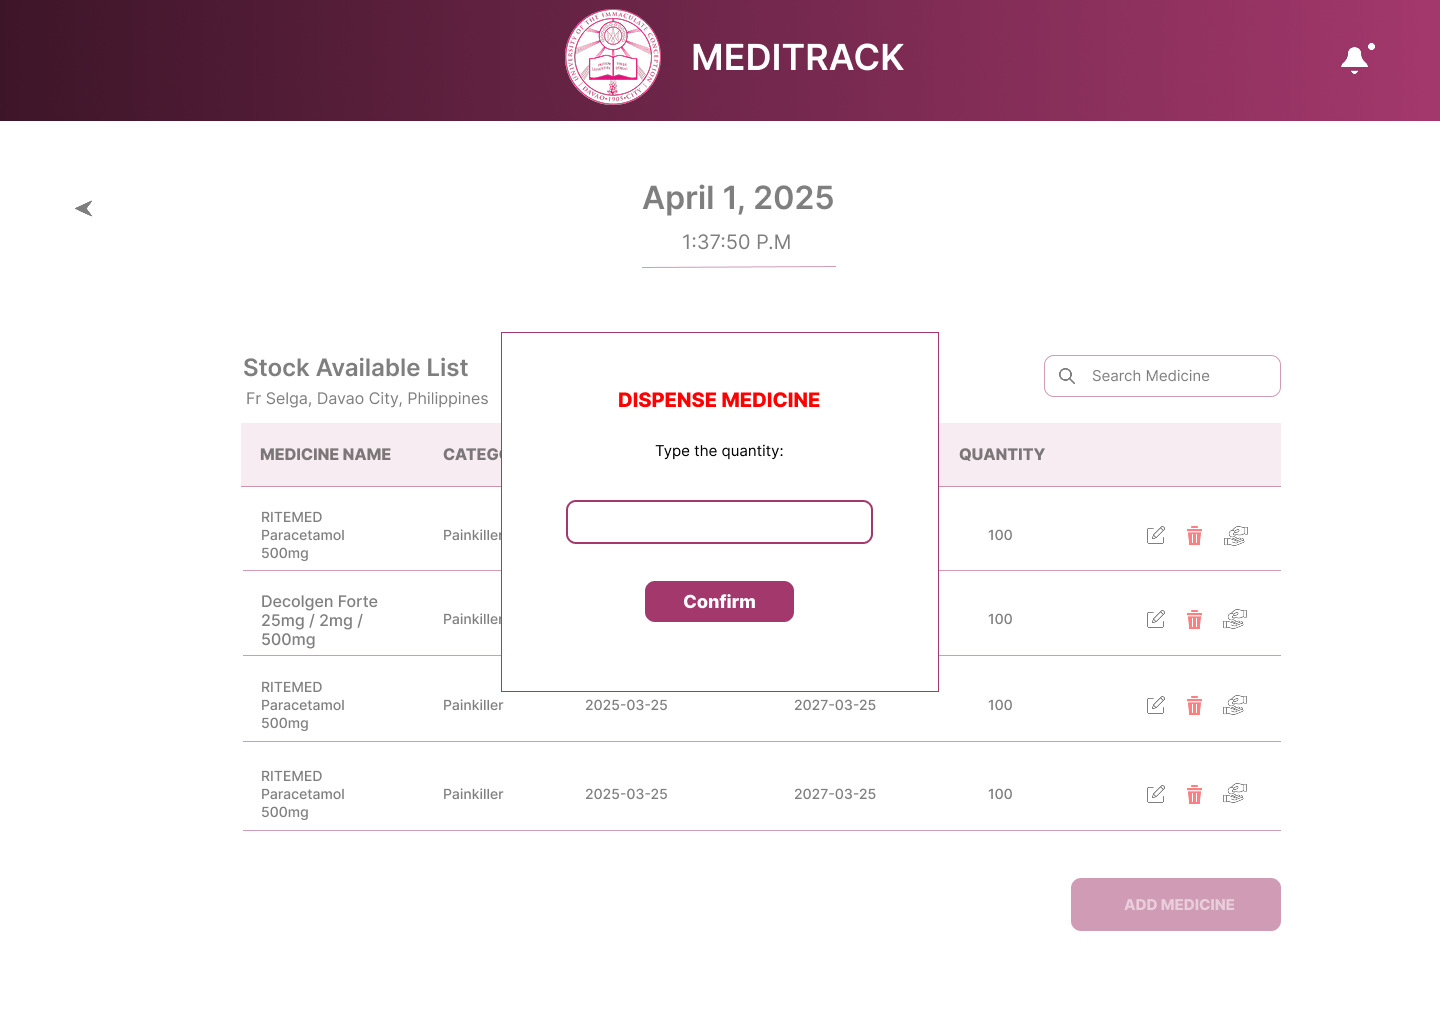 UNIVERSITY OF THE IMMACULATE CONCEPTION
DAVAO • 1905 • CITY
MEDITRACK
April 1, 2025
1:37:50 P.M
Stock Available List
Fr Selga, Davao City, Philippines
Search Medicine
DISPENSE MEDICINE
Type the quantity:
Confirm
MEDICINE NAME CATEGO QUANTITY
RITEMED
Paracetamol
500mg
Painkiller 100
Decolgen Forte
25mg / 2mg /
500mg
Painkiller 100
RITEMED
Paracetamol
500mg
Painkiller 2025-03-25 2027-03-25 100
RITEMED
Paracetamol
500mg
Painkiller 2025-03-25 2027-03-25 100
ADD MEDICINE